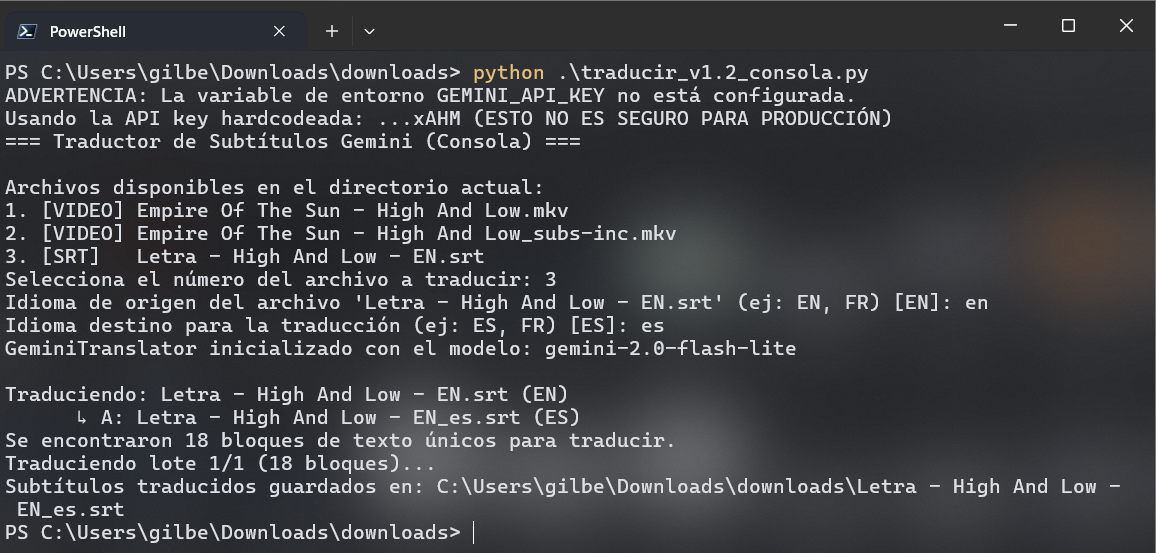 PowerShell
PS C:\Users\gilbe\Downloads\downloads> python .\traducir_v1.2_consola.py
ADVERTENCIA: La variable de entorno GEMINI_API_KEY no está configurada.
Usando la API key hardcodeada: ...xAHM (ESTO NO ES SEGURO PARA PRODUCCIÓN)
=== Traductor de Subtítulos Gemini (Consola) ===
Archivos disponibles en el directorio actual:
1. [VIDEO] Empire Of The Sun - High And Low.mkv
2. [VIDEO] Empire Of The Sun - High And Low_subs-inc.mkv
3. [SRT]   Letra - High And Low - EN.srt
Selecciona el número del archivo a traducir: 3
Idioma de origen del archivo 'Letra - High And Low - EN.srt' (ej: EN, FR) [EN]: en
Idioma destino para la traducción (ej: ES, FR) [ES]: es
GeminiTranslator inicializado con el modelo: gemini-2.0-flash-lite
Traduciendo: Letra - High And Low - EN.srt (EN)
↳ A: Letra - High And Low - EN_es.srt (ES)
Se encontraron 18 bloques de texto únicos para traducir.
Traduciendo lote 1/1 (18 bloques)...
Subtítulos traducidos guardados en: C:\Users\gilbe\Downloads\downloads\Letra - High And Low -
EN_es.srt
PS C:\Users\gilbe\Downloads\downloads>